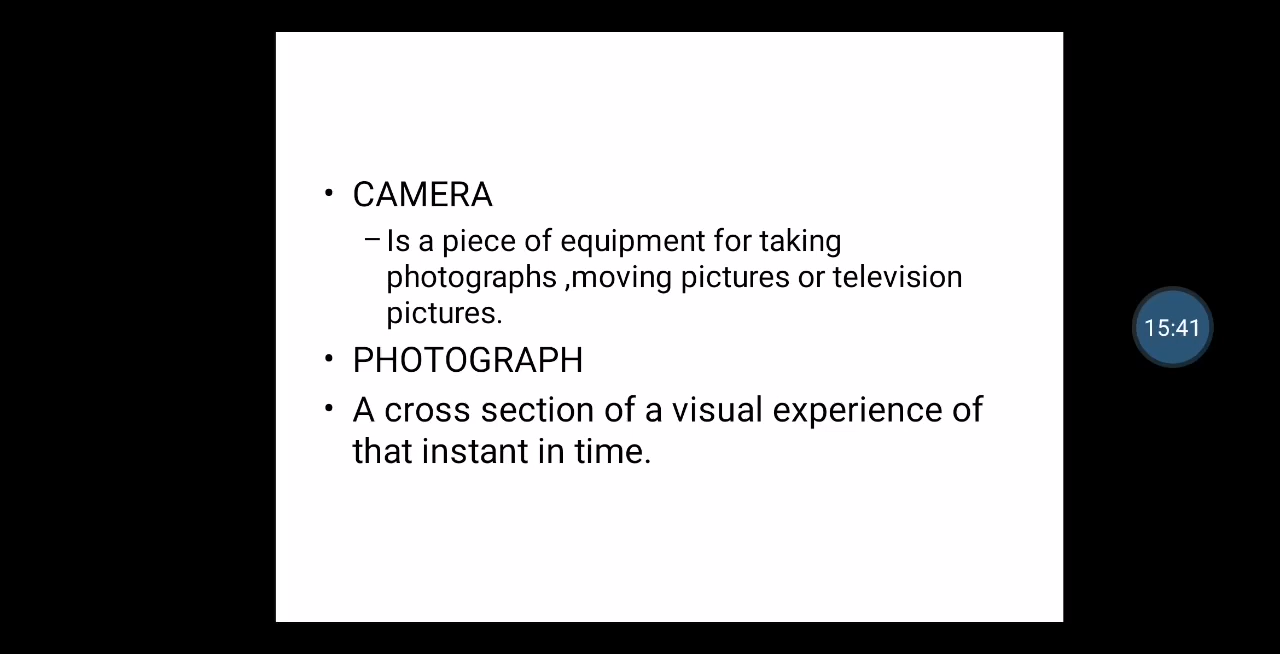 • CAMERA
– Is a piece of equipment for taking
photographs ,moving pictures or television
pictures.
• PHOTOGRAPH
• A cross section of a visual experience of
that instant in time.
15:41